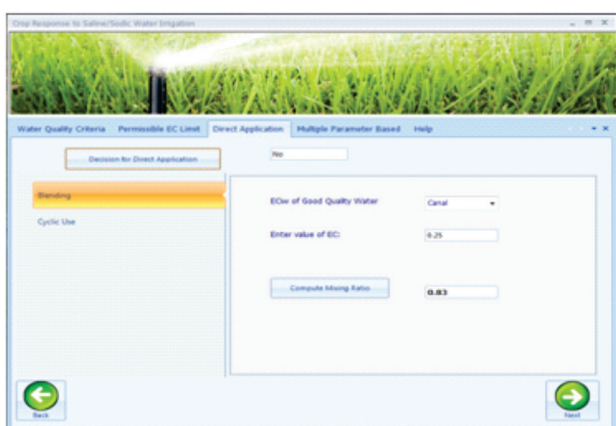 Crop Response to Saline/Sodic Water Irrigation
Water Quality Criteria Permissible EC Limit Direct Application Multiple Parameter Based Help
Decision for Direct Application No
Blending
Cyclic Use
ECiw of Good Quality Water Canal
Enter value of EC: 0.25
Compute Mixing Ratio 0.83
Back Next